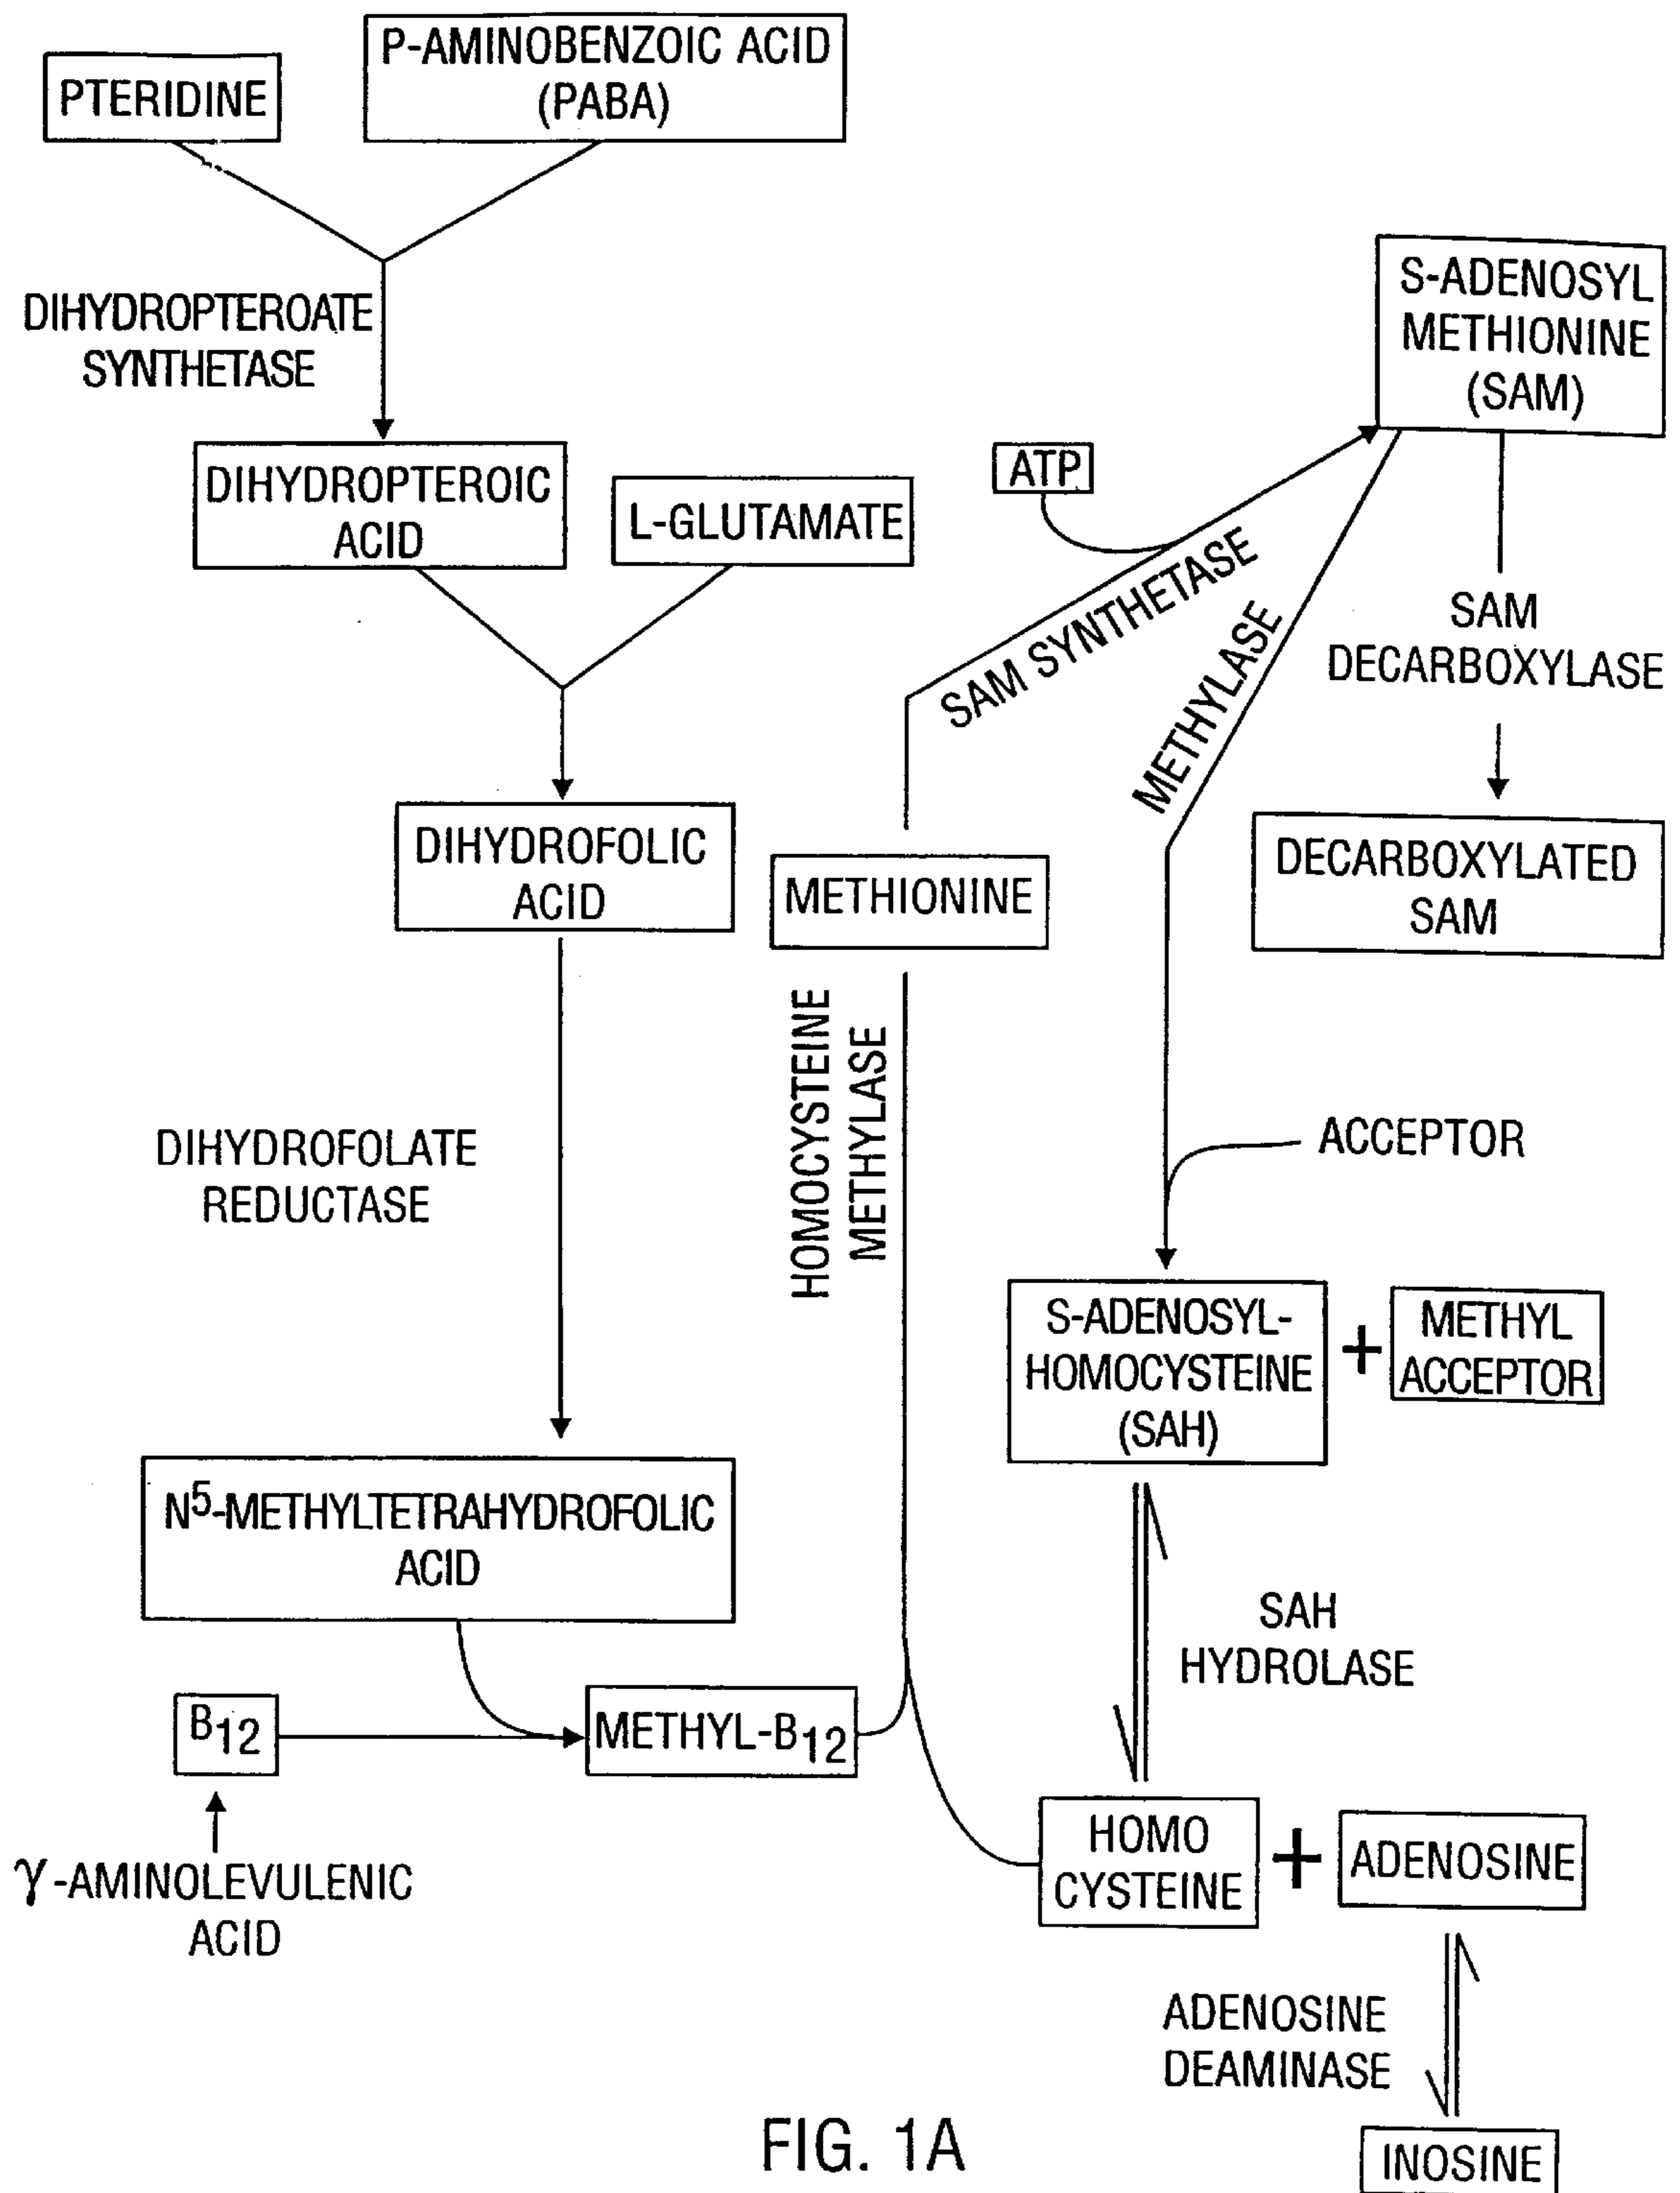 P-AMINOBENZOIC ACID
(PABA)
PTERIDINE
DIHYDROPTEROATE
SYNTHETASE
S-ADENOSYL
METHIONINE
(SAM)
DIHYDROPTEROIC
ACID
L-GLUTAMATE
ATP
SAM SYNTHETASE
METHYLASE
SAM
DECARBOXYLASE
DIHYDROFOLIC
ACID
METHIONINE
DECARBOXYLATED
SAM
HOMOCYSTEINE
METHYLASE
DIHYDROFOLATE
REDUCTASE
ACCEPTOR
S-ADENOSYL-
HOMOCYSTEINE
(SAH)
+
METHYL
ACCEPTOR
N5-METHYLTETRAHYDROFOLIC
ACID
SAH
HYDROLASE
B12
METHYL-B12
HOMO
CYSTEINE
+
ADENOSINE
γ-AMINOLEVULENIC
ACID
ADENOSINE
DEAMINASE
INOSINE
FIG. 1A